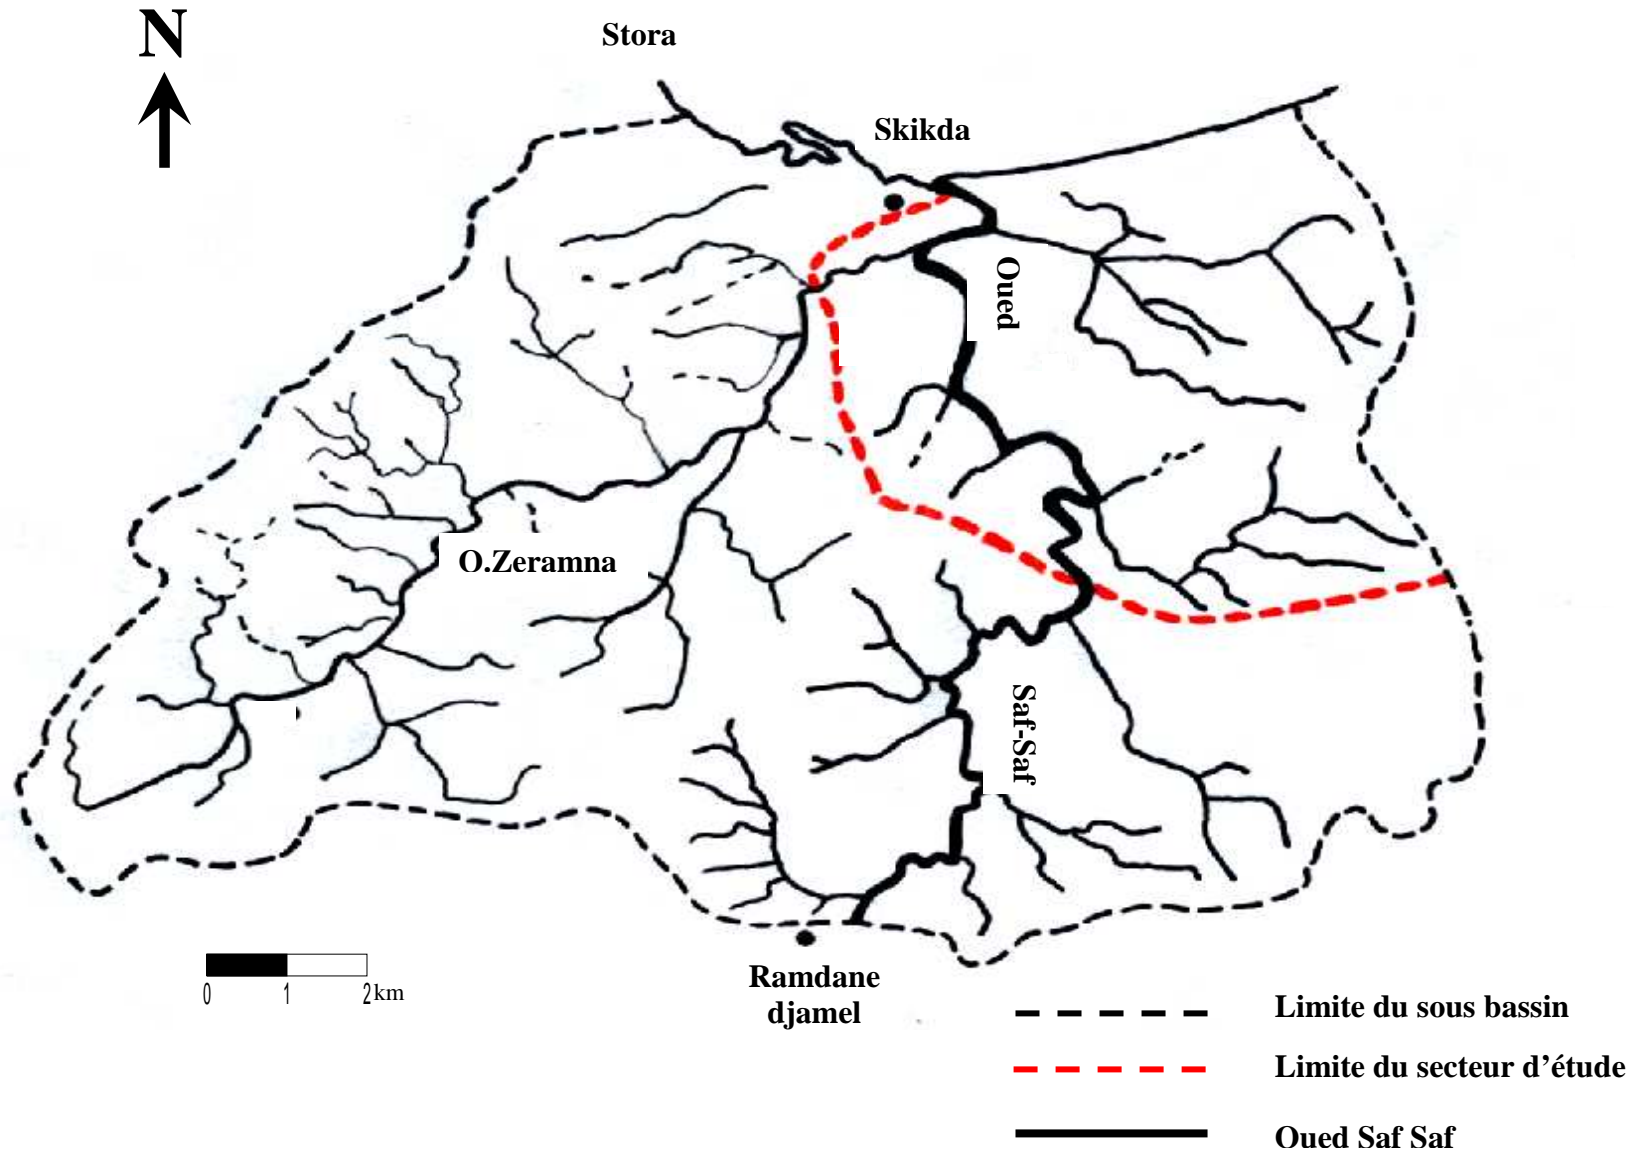 N
Stora
Skikda
Oued
O.Zeramna
Saf-Saf
0 1 2km
Ramdane
djamel
Limite du sous bassin
Limite du secteur d’étude
Oued Saf Saf